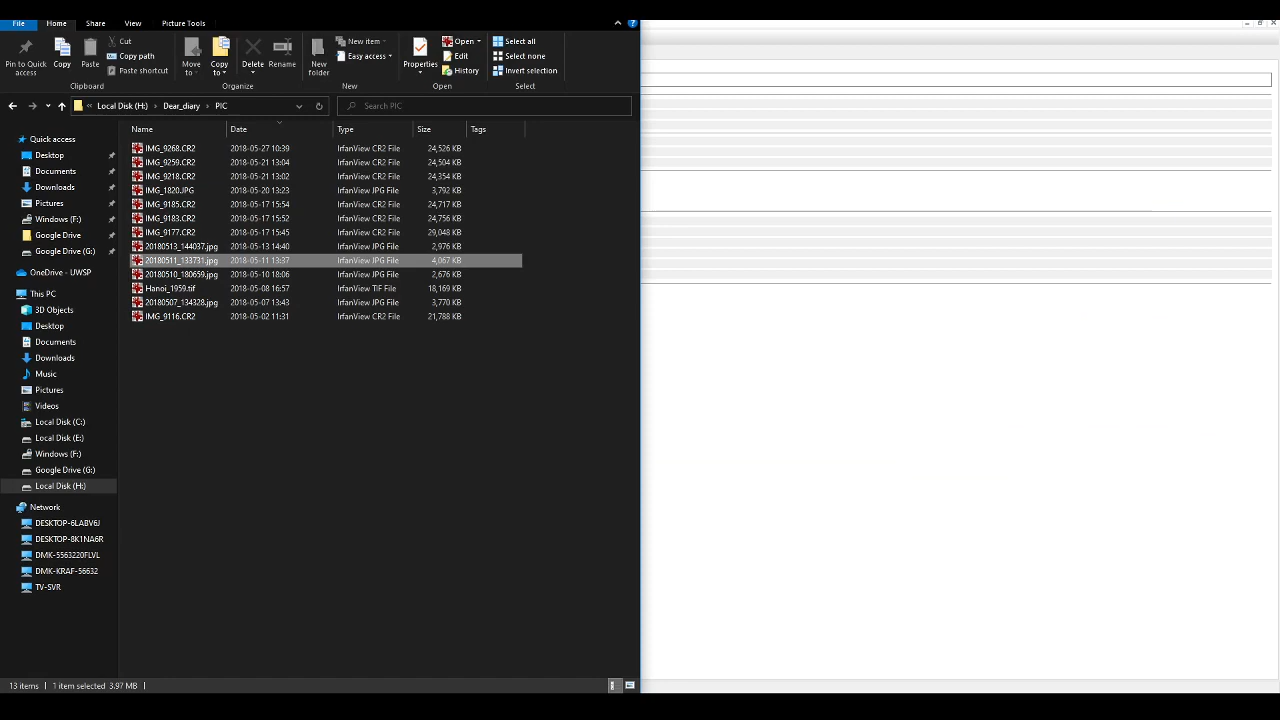 File Home Share View Picture Tools
Pin to Quick access
Copy
Paste
Cut
Copy path
Paste shortcut
Clipboard
Move to
Copy to
Delete
Rename
Organize
New folder
New item
Easy access
New
Properties
Open
Edit
History
Open
Select all
Select none
Invert selection
Select
« Local Disk (H:) > Dear_diary > PIC
Search PIC
Name Date Type Size Tags
IMG_9268.CR2 2018-05-27 10:39 IrfanView CR2 File 24,526 KB
IMG_9259.CR2 2018-05-21 13:04 IrfanView CR2 File 24,504 KB
IMG_9218.CR2 2018-05-21 13:02 IrfanView CR2 File 24,354 KB
IMG_1820.JPG 2018-05-20 13:23 IrfanView JPG File 3,792 KB
IMG_9185.CR2 2018-05-17 15:54 IrfanView CR2 File 24,717 KB
IMG_9183.CR2 2018-05-17 15:52 IrfanView CR2 File 24,756 KB
IMG_9177.CR2 2018-05-17 15:45 IrfanView CR2 File 29,048 KB
20180513_144037.jpg 2018-05-13 14:40 IrfanView JPG File 2,976 KB
20180511_133731.jpg 2018-05-11 13:37 IrfanView JPG File 4,067 KB
20180510_180659.jpg 2018-05-10 18:06 IrfanView JPG File 2,676 KB
Hanoi_1959.tif 2018-05-08 16:57 IrfanView TIF File 18,169 KB
20180507_134328.jpg 2018-05-07 13:43 IrfanView JPG File 3,770 KB
IMG_9116.CR2 2018-05-02 11:31 IrfanView CR2 File 21,788 KB
Quick access
Desktop
Documents
Downloads
Pictures
Windows (F:)
Google Drive
Google Drive (G:)
OneDrive - UWSP
This PC
3D Objects
Desktop
Documents
Downloads
Music
Pictures
Videos
Local Disk (C:)
Local Disk (E:)
Windows (F:)
Google Drive (G:)
Local Disk (H:)
Network
DESKTOP-6LABV6J
DESKTOP-8K1NA6R
DMK-5563220FLVL
DMK-KRAF-56632
TV-SVR
13 items 1 item selected 3.97 MB